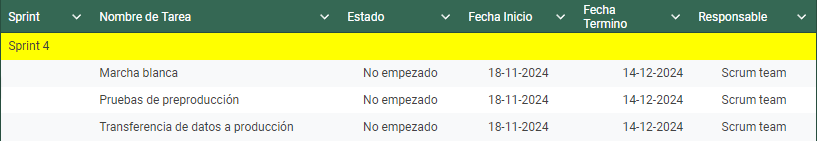 Sprint Nombre de Tarea Estado Fecha Inicio Fecha Termino Responsable
Sprint 4
Marcha blanca No empezado 18-11-2024 14-12-2024 Scrum team
Pruebas de preproducción No empezado 18-11-2024 14-12-2024 Scrum team
Transferencia de datos a producción No empezado 18-11-2024 14-12-2024 Scrum team